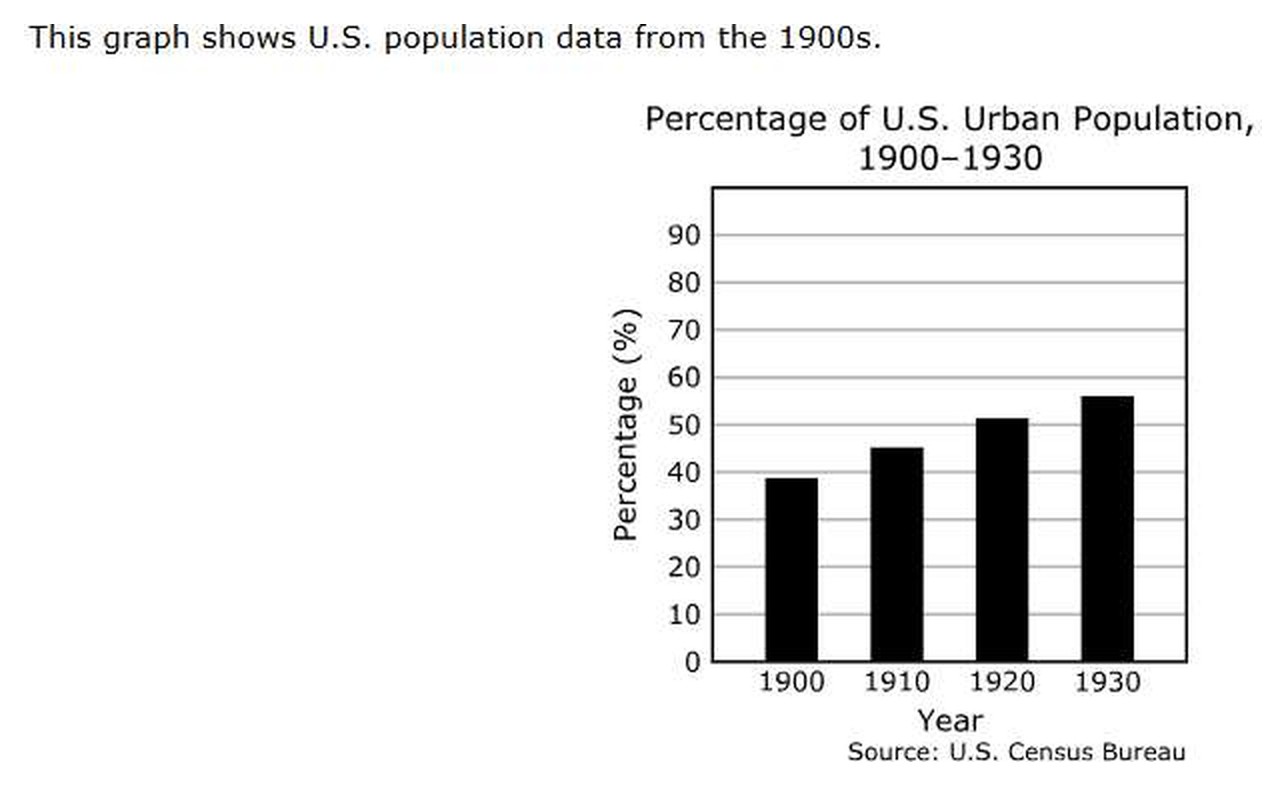 This graph shows U.S. population data from the 1900s.
Percentage of U.S. Urban Population,
1900–1930
Percentage (%)
90
80
70
60
50
40
30
20
10
0
1900 1910 1920 1930
Year
Source: U.S. Census Bureau